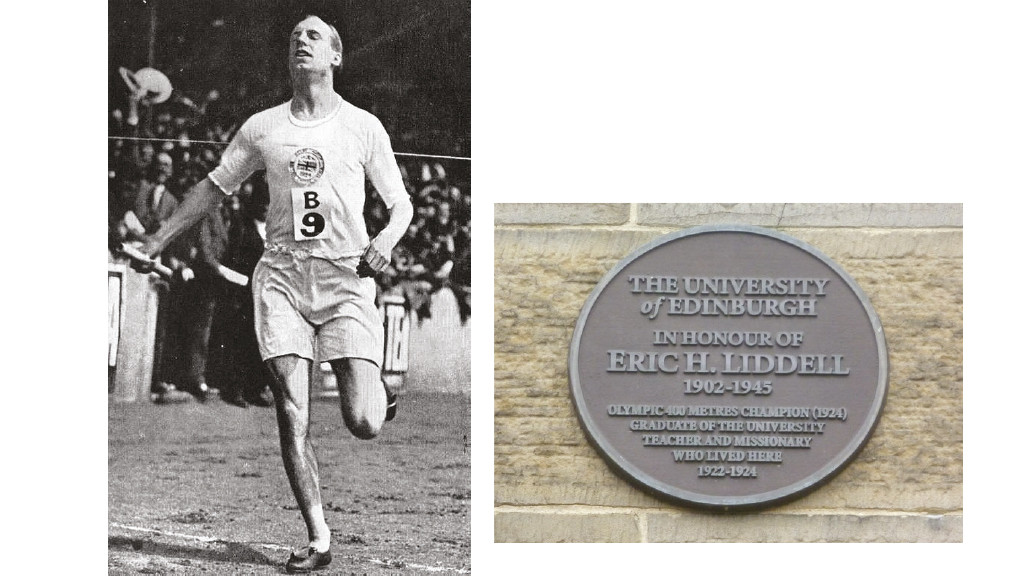 B
9
THE UNIVERSITY
of EDINBURGH
IN HONOUR OF
ERIC H. LIDDELL
1902-1945
OLYMPIC 400 METRES CHAMPION (1924)
GRADUATE OF THE UNIVERSITY
TEACHER AND MISSIONARY
WHO LIVED HERE
1922-1924